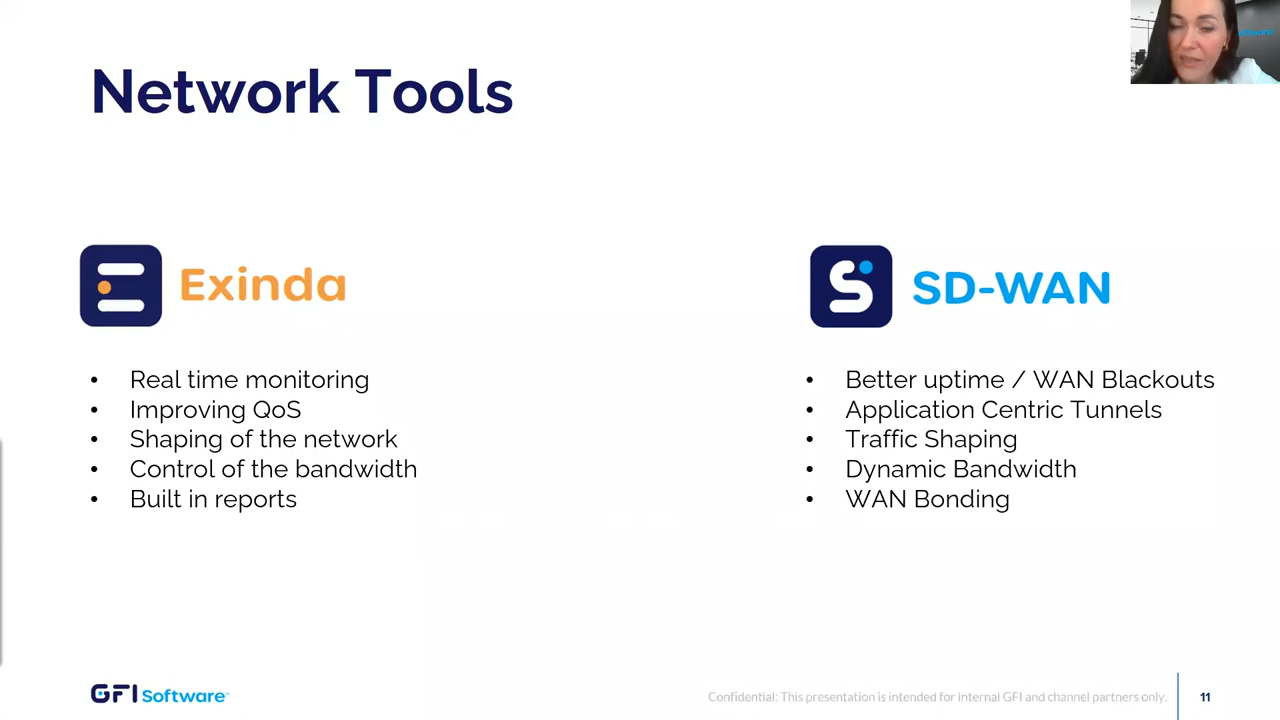 Network Tools
Exinda
• Real time monitoring
• Improving QoS
• Shaping of the network
• Control of the bandwidth
• Built in reports
SD-WAN
• Better uptime / WAN Blackouts
• Application Centric Tunnels
• Traffic Shaping
• Dynamic Bandwidth
• WAN Bonding
GFI Software™
Confidential: This presentation is intended for internal GFI and channel partners only.
11